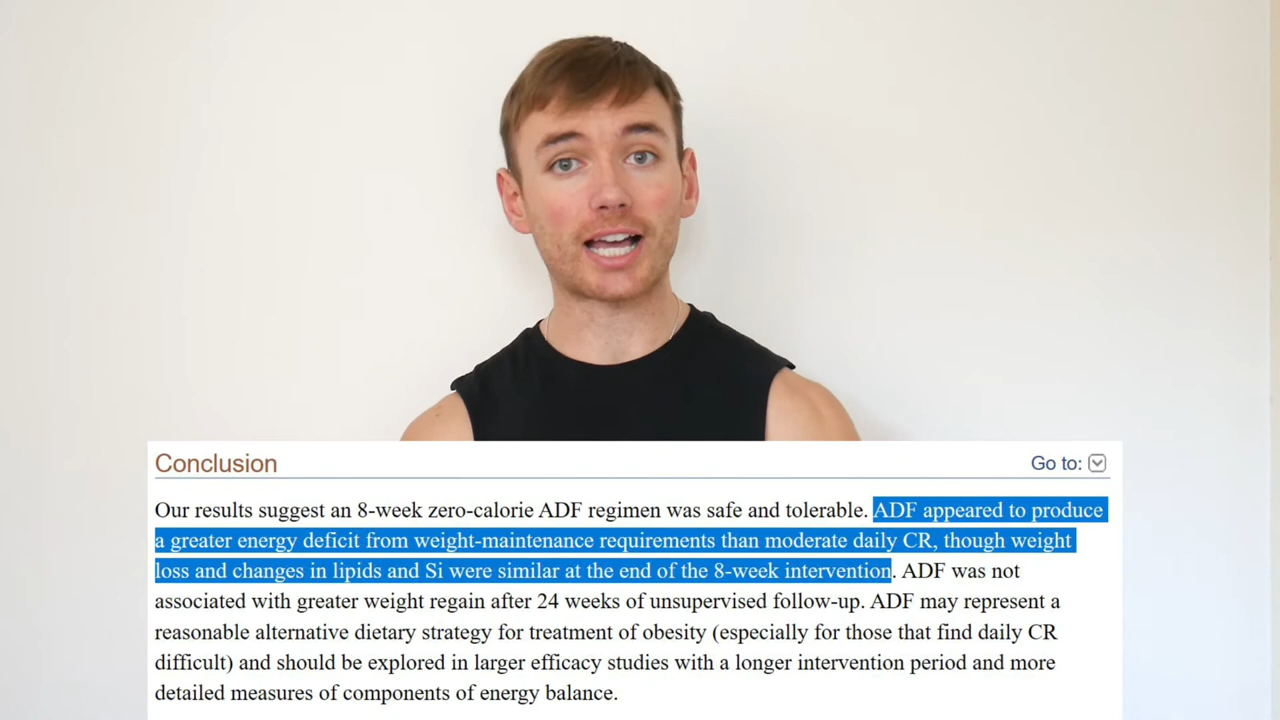 Conclusion
Go to:
Our results suggest an 8-week zero-calorie ADF regimen was safe and tolerable. ADF appeared to produce
a greater energy deficit from weight-maintenance requirements than moderate daily CR, though weight
loss and changes in lipids and Si were similar at the end of the 8-week intervention. ADF was not
associated with greater weight regain after 24 weeks of unsupervised follow-up. ADF may represent a
reasonable alternative dietary strategy for treatment of obesity (especially for those that find daily CR
difficult) and should be explored in larger efficacy studies with a longer intervention period and more
detailed measures of components of energy balance.